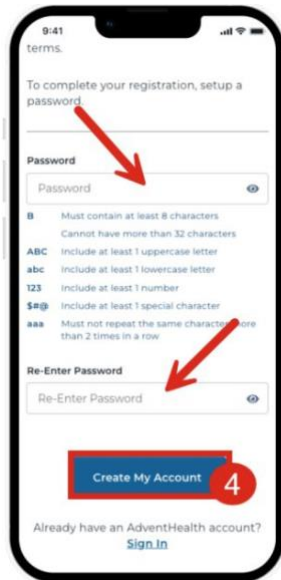 9:41
terms.
To complete your registration, setup a
password.
Password
Password
B Must contain at least 8 characters
Cannot have more than 32 characters
ABC Include at least 1 uppercase letter
abc Include at least 1 lowercase letter
123 Include at least 1 number
$#@ Include at least 1 special character
aaa Must not repeat the same character more
than 2 times in a row
Re-Enter Password
Re-Enter Password
Create My Account
4
Already have an AdventHealth account?
Sign In